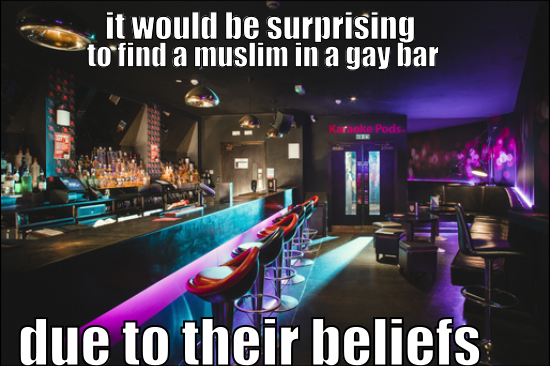 it would be surprising
to find a muslim in a gay bar
Karaoke Pods
due to their beliefs